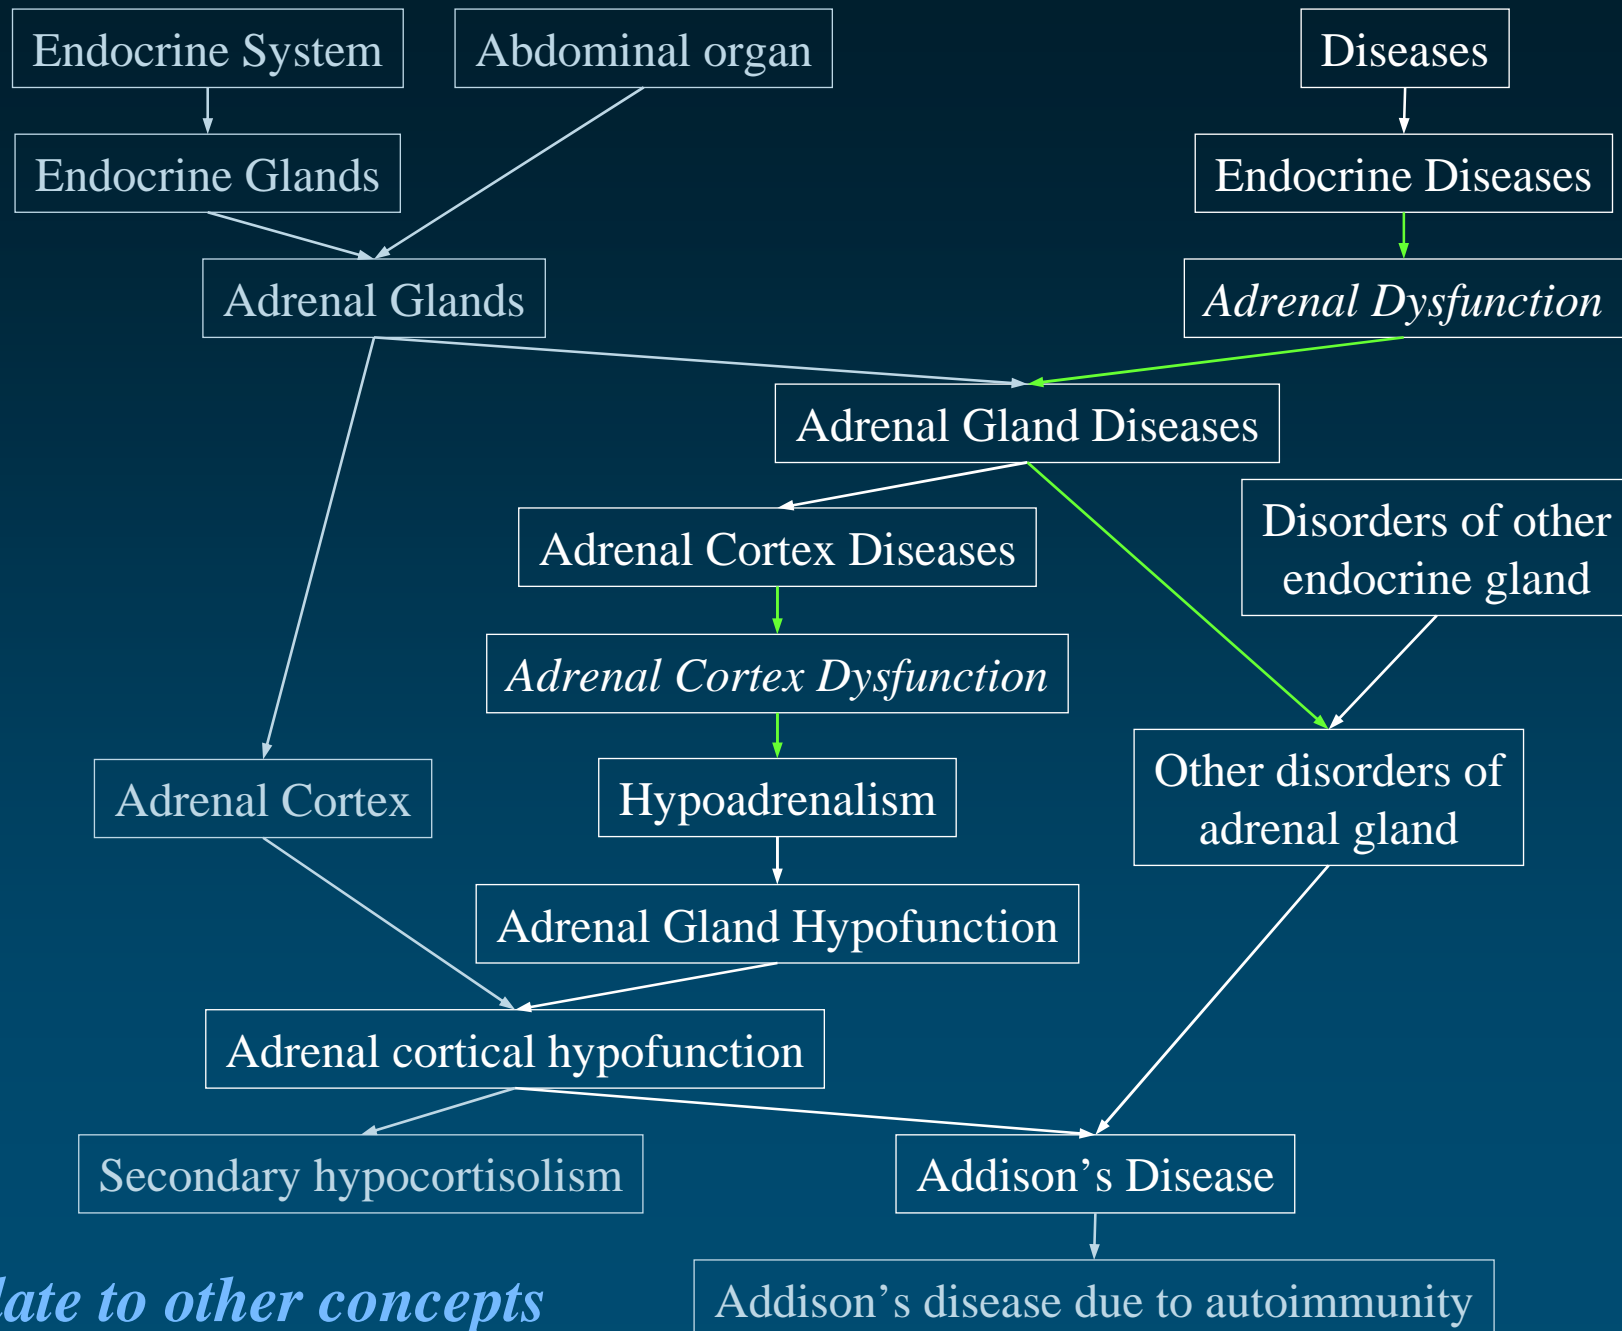 Endocrine System
Abdominal organ
Diseases
Endocrine Glands
Endocrine Diseases
Adrenal Glands
Adrenal Dysfunction
Adrenal Gland Diseases
Disorders of other
endocrine gland
Adrenal Cortex Diseases
Adrenal Cortex Dysfunction
Adrenal Cortex
Hypoadrenalism
Other disorders of
adrenal gland
Adrenal Gland Hypofunction
Adrenal cortical hypofunction
Secondary hypocortisolism
Addison’s Disease
to other concepts
Addison’s disease due to autoimmunity